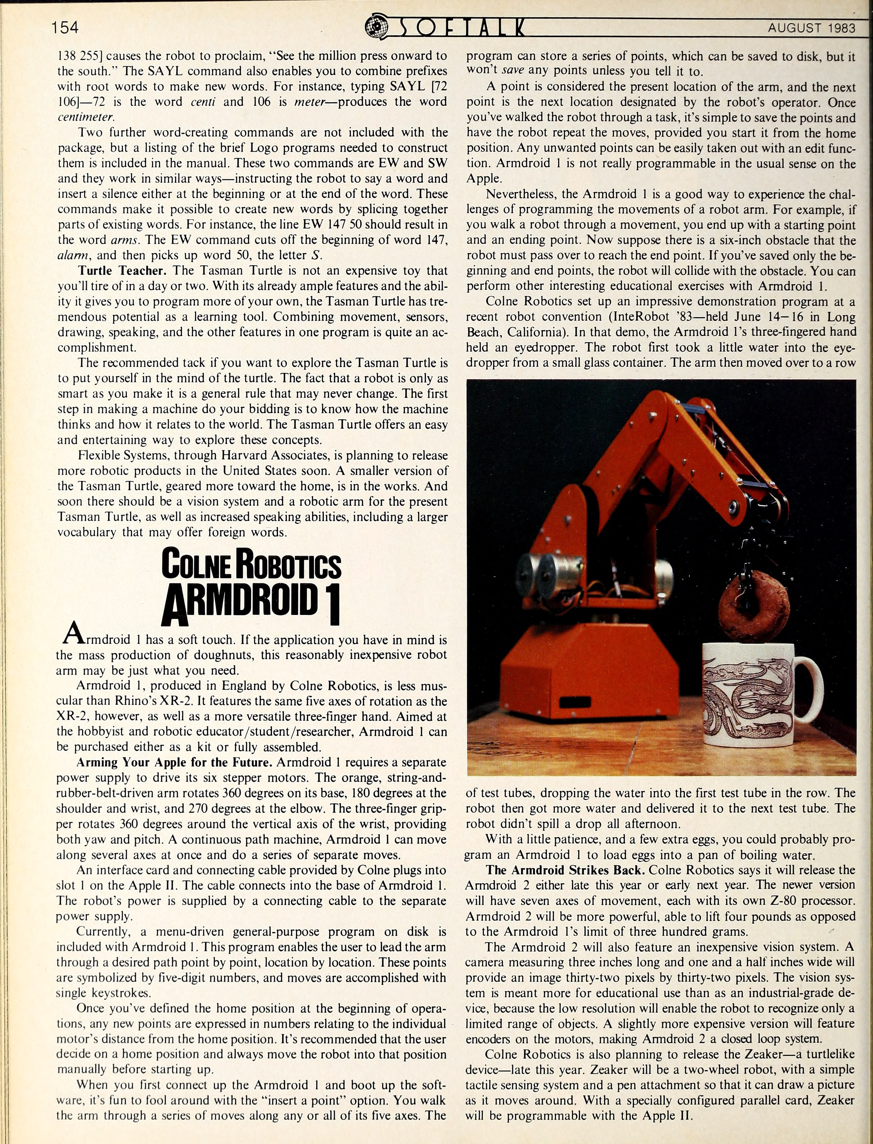 154
SOFTALK
AUGUST 1983
138 255] causes the robot to proclaim, “See the million press onward to
the south.” The SAYL command also enables you to combine prefixes
with root words to make new words. For instance, typing SAYL [72
106]—72 is the word centi and 106 is meter—produces the word
centimeter.
Two further word-creating commands are not included with the
package, but a listing of the brief Logo programs needed to construct
them is included in the manual. These two commands are EW and SW
and they work in similar ways—instructing the robot to say a word and
insert a silence either at the beginning or at the end of the word. These
commands make it possible to create new words by splicing together
parts of existing words. For instance, the line EW 147 50 should result in
the word arms. The EW command cuts off the beginning of word 147,
alarm, and then picks up word 50, the letter S.
Turtle Teacher. The Tasman Turtle is not an expensive toy that
you'll tire of in a day or two. With its already ample features and the abil-
ity it gives you to program more of your own, the Tasman Turtle has tre-
mendous potential as a learning tool. Combining movement, sensors,
drawing, speaking, and the other features in one program is quite an ac-
complishment.
The recommended tack if you want to explore the Tasman Turtle is
to put yourself in the mind of the turtle. The fact that a robot is only as
smart as you make it is a general rule that may never change. The first
step in making a machine do your bidding is to know how the machine
thinks and how it relates to the world. The Tasman Turtle offers an easy
and entertaining way to explore these concepts.
Flexible Systems, through Harvard Associates, is planning to release
more robotic products in the United States soon. A smaller version of
the Tasman Turtle, geared more toward the home, is in the works. And
soon there should be a vision system and a robotic arm for the present
Tasman Turtle, as well as increased speaking abilities, including a larger
vocabulary that may offer foreign words.
COLNE ROBOTICS
ARMDROID 1
Armdroid 1 has a soft touch. If the application you have in mind is
the mass production of doughnuts, this reasonably inexpensive robot
arm may be just what you need.
Armdroid 1, produced in England by Colne Robotics, is less mus-
cular than Rhino's XR-2. It features the same five axes of rotation as the
XR-2, however, as well as a more versatile three-finger hand. Aimed at
the hobbyist and robotic educator/student/researcher, Armdroid 1 can
be purchased either as a kit or fully assembled.
Arming Your Apple for the Future. Armdroid 1 requires a separate
power supply to drive its six stepper motors. The orange, string-and-
rubber-belt-driven arm rotates 360 degrees on its base, 180 degrees at the
shoulder and wrist, and 270 degrees at the elbow. The three-finger grip-
per rotates 360 degrees around the vertical axis of the wrist, providing
both yaw and pitch. A continuous path machine, Armdroid 1 can move
along several axes at once and do a series of separate moves.
An interface card and connecting cable provided by Colne plugs into
slot 1 on the Apple II. The cable connects into the base of Armdroid 1.
The robot's power is supplied by a connecting cable to the separate
power supply.
Currently, a menu-driven general-purpose program on disk is
included with Armdroid 1. This program enables the user to lead the arm
through a desired path point by point, location by location. These points
are symbolized by five-digit numbers, and moves are accomplished with
single keystrokes.
Once you've defined the home position at the beginning of opera-
tions, any new points are expressed in numbers relating to the individual
motor's distance from the home position. It's recommended that the user
decide on a home position and always move the robot into that position
manually before starting up.
When you first connect up the Armdroid 1 and boot up the soft-
ware, it's fun to fool around with the “insert a point” option. You walk
the arm through a series of moves along any or all of its five axes. The
program can store a series of points, which can be saved to disk, but it
won't save any points unless you tell it to.
A point is considered the present location of the arm, and the next
point is the next location designated by the robot's operator. Once
you've walked the robot through a task, it's simple to save the points and
have the robot repeat the moves, provided you start it from the home
position. Any unwanted points can be easily taken out with an edit func-
tion. Armdroid 1 is not really programmable in the usual sense on the
Apple.
Nevertheless, the Armdroid 1 is a good way to experience the chal-
lenges of programming the movements of a robot arm. For example, if
you walk a robot through a movement, you end up with a starting point
and an ending point. Now suppose there is a six-inch obstacle that the
robot must pass over to reach the end point. If you've saved only the be-
ginning and end points, the robot will collide with the obstacle. You can
perform other interesting educational exercises with Armdroid 1.
Colne Robotics set up an impressive demonstration program at a
recent robot convention (InteRobot '83—held June 14–16 in Long
Beach, California). In that demo, the Armdroid 1's three-fingered hand
held an eyedropper. The robot first took a little water into the eye-
dropper from a small glass container. The arm then moved over to a row
of test tubes, dropping the water into the first test tube in the row. The
robot then got more water and delivered it to the next test tube. The
robot didn't spill a drop all afternoon.
With a little patience, and a few extra eggs, you could probably pro-
gram an Armdroid 1 to load eggs into a pan of boiling water.
The Armdroid Strikes Back. Colne Robotics says it will release the
Armdroid 2 either late this year or early next year. The newer version
will have seven axes of movement, each with its own Z-80 processor.
Armdroid 2 will be more powerful, able to lift four pounds as opposed
to the Armdroid 1's limit of three hundred grams.
The Armdroid 2 will also feature an inexpensive vision system. A
camera measuring three inches long and one and a half inches wide will
provide an image thirty-two pixels by thirty-two pixels. The vision sys-
tem is meant more for educational use than as an industrial-grade de-
vice, because the low resolution will enable the robot to recognize only a
limited range of objects. A slightly more expensive version will feature
encoders on the motors, making Armdroid 2 a closed loop system.
Colne Robotics is also planning to release the Zeaker—a turtlelike
device—late this year. Zeaker will be a two-wheel robot, with a simple
tactile sensing system and a pen attachment so that it can draw a picture
as it moves around. With a specially configured parallel card, Zeaker
will be programmable with the Apple II.